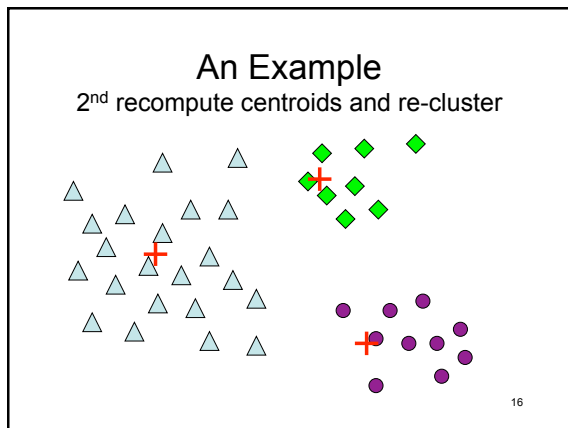 An Example
2nd recompute centroids and re-cluster
16